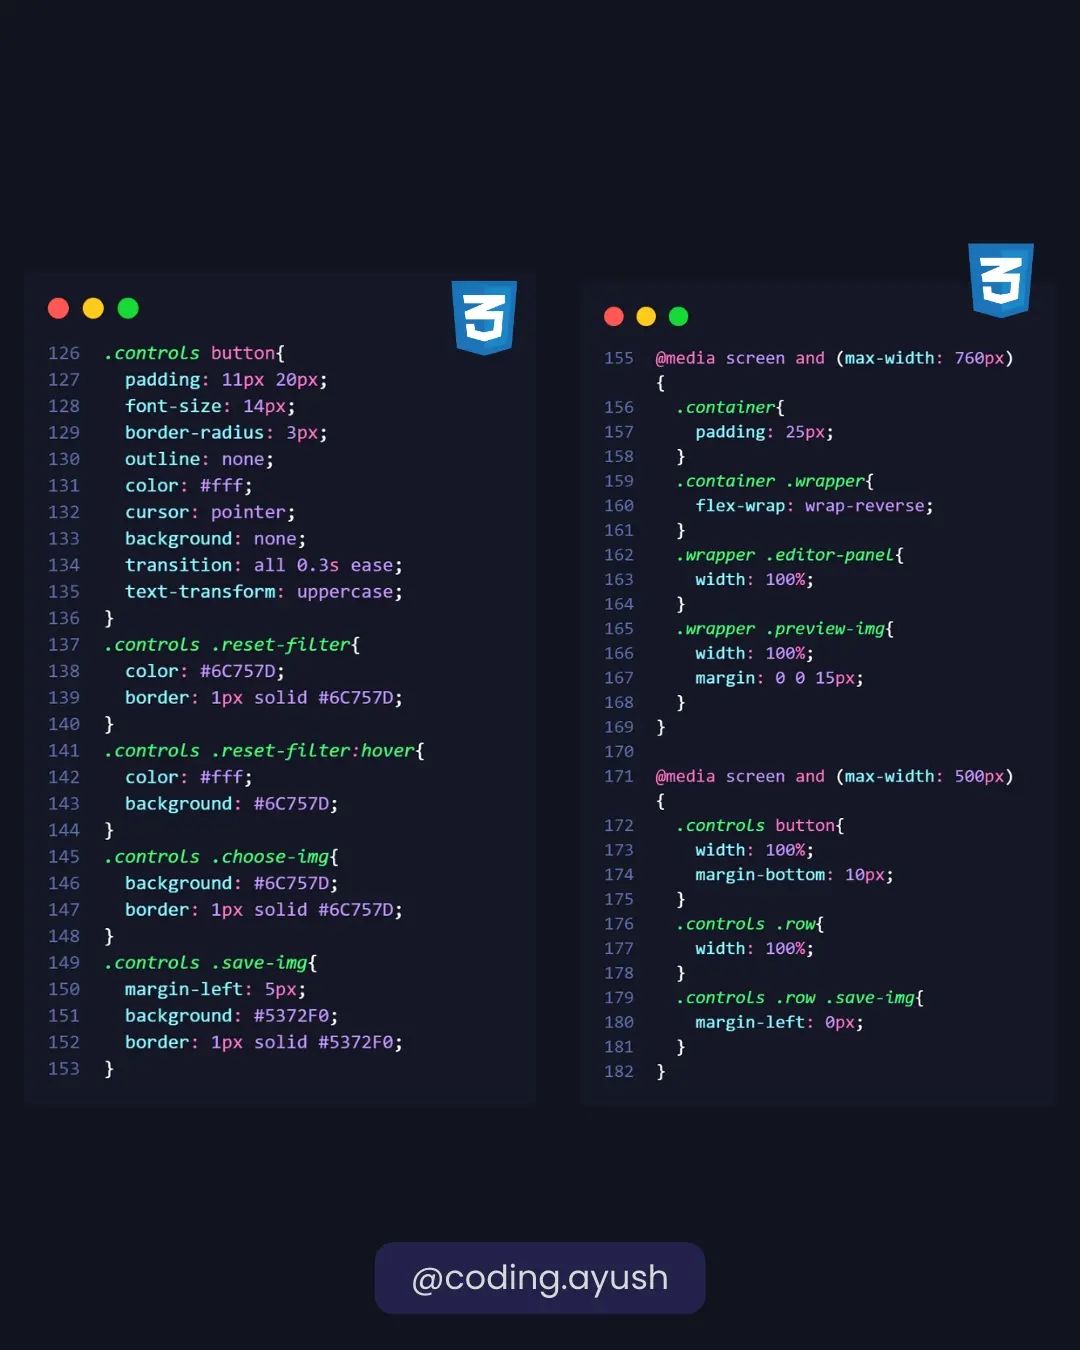 126 .controls button{
127 padding: 11px 20px;
128 font-size: 14px;
129 border-radius: 3px;
130 outline: none;
131 color: #fff;
132 cursor: pointer;
133 background: none;
134 transition: all 0.3s ease;
135 text-transform: uppercase;
136 }
137 .controls .reset-filter{
138 color: #6C757D;
139 border: 1px solid #6C757D;
140 }
141 .controls .reset-filter:hover{
142 color: #fff;
143 background: #6C757D;
144 }
145 .controls .choose-img{
146 background: #6C757D;
147 border: 1px solid #6C757D;
148 }
149 .controls .save-img{
150 margin-left: 5px;
151 background: #5372F0;
152 border: 1px solid #5372F0;
153 }
155 @media screen and (max-width: 760px)
{
156 .container{
157 padding: 25px;
158 }
159 .container .wrapper{
160 flex-wrap: wrap-reverse;
161 }
162 .wrapper .editor-panel{
163 width: 100%;
164 }
165 .wrapper .preview-img{
166 width: 100%;
167 margin: 0 0 15px;
168 }
169 }
170
171 @media screen and (max-width: 500px)
{
172 .controls button{
173 width: 100%;
174 margin-bottom: 10px;
175 }
176 .controls .row{
177 width: 100%;
178 }
179 .controls .row .save-img{
180 margin-left: 0px;
181 }
182 }
@coding.ayush